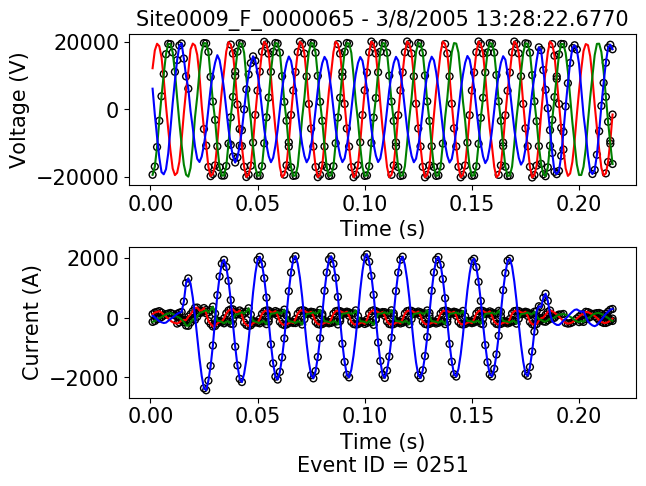 Site0009_F_0000065 - 3/8/2005 13:28:22.6770
Voltage (V)
20000
0
−20000
0.00 0.05 0.10 0.15 0.20
Time (s)
Current (A)
2000
0
−2000
0.00 0.05 0.10 0.15 0.20
Time (s)
Event ID = 0251